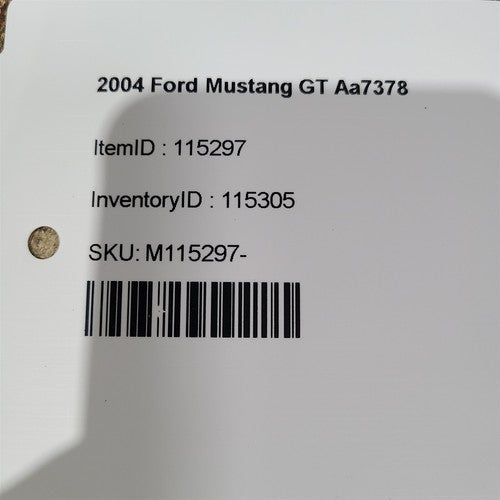 2004 Ford Mustang GT Aa7378
ItemID : 115297
InventoryID : 115305
SKU: M115297-